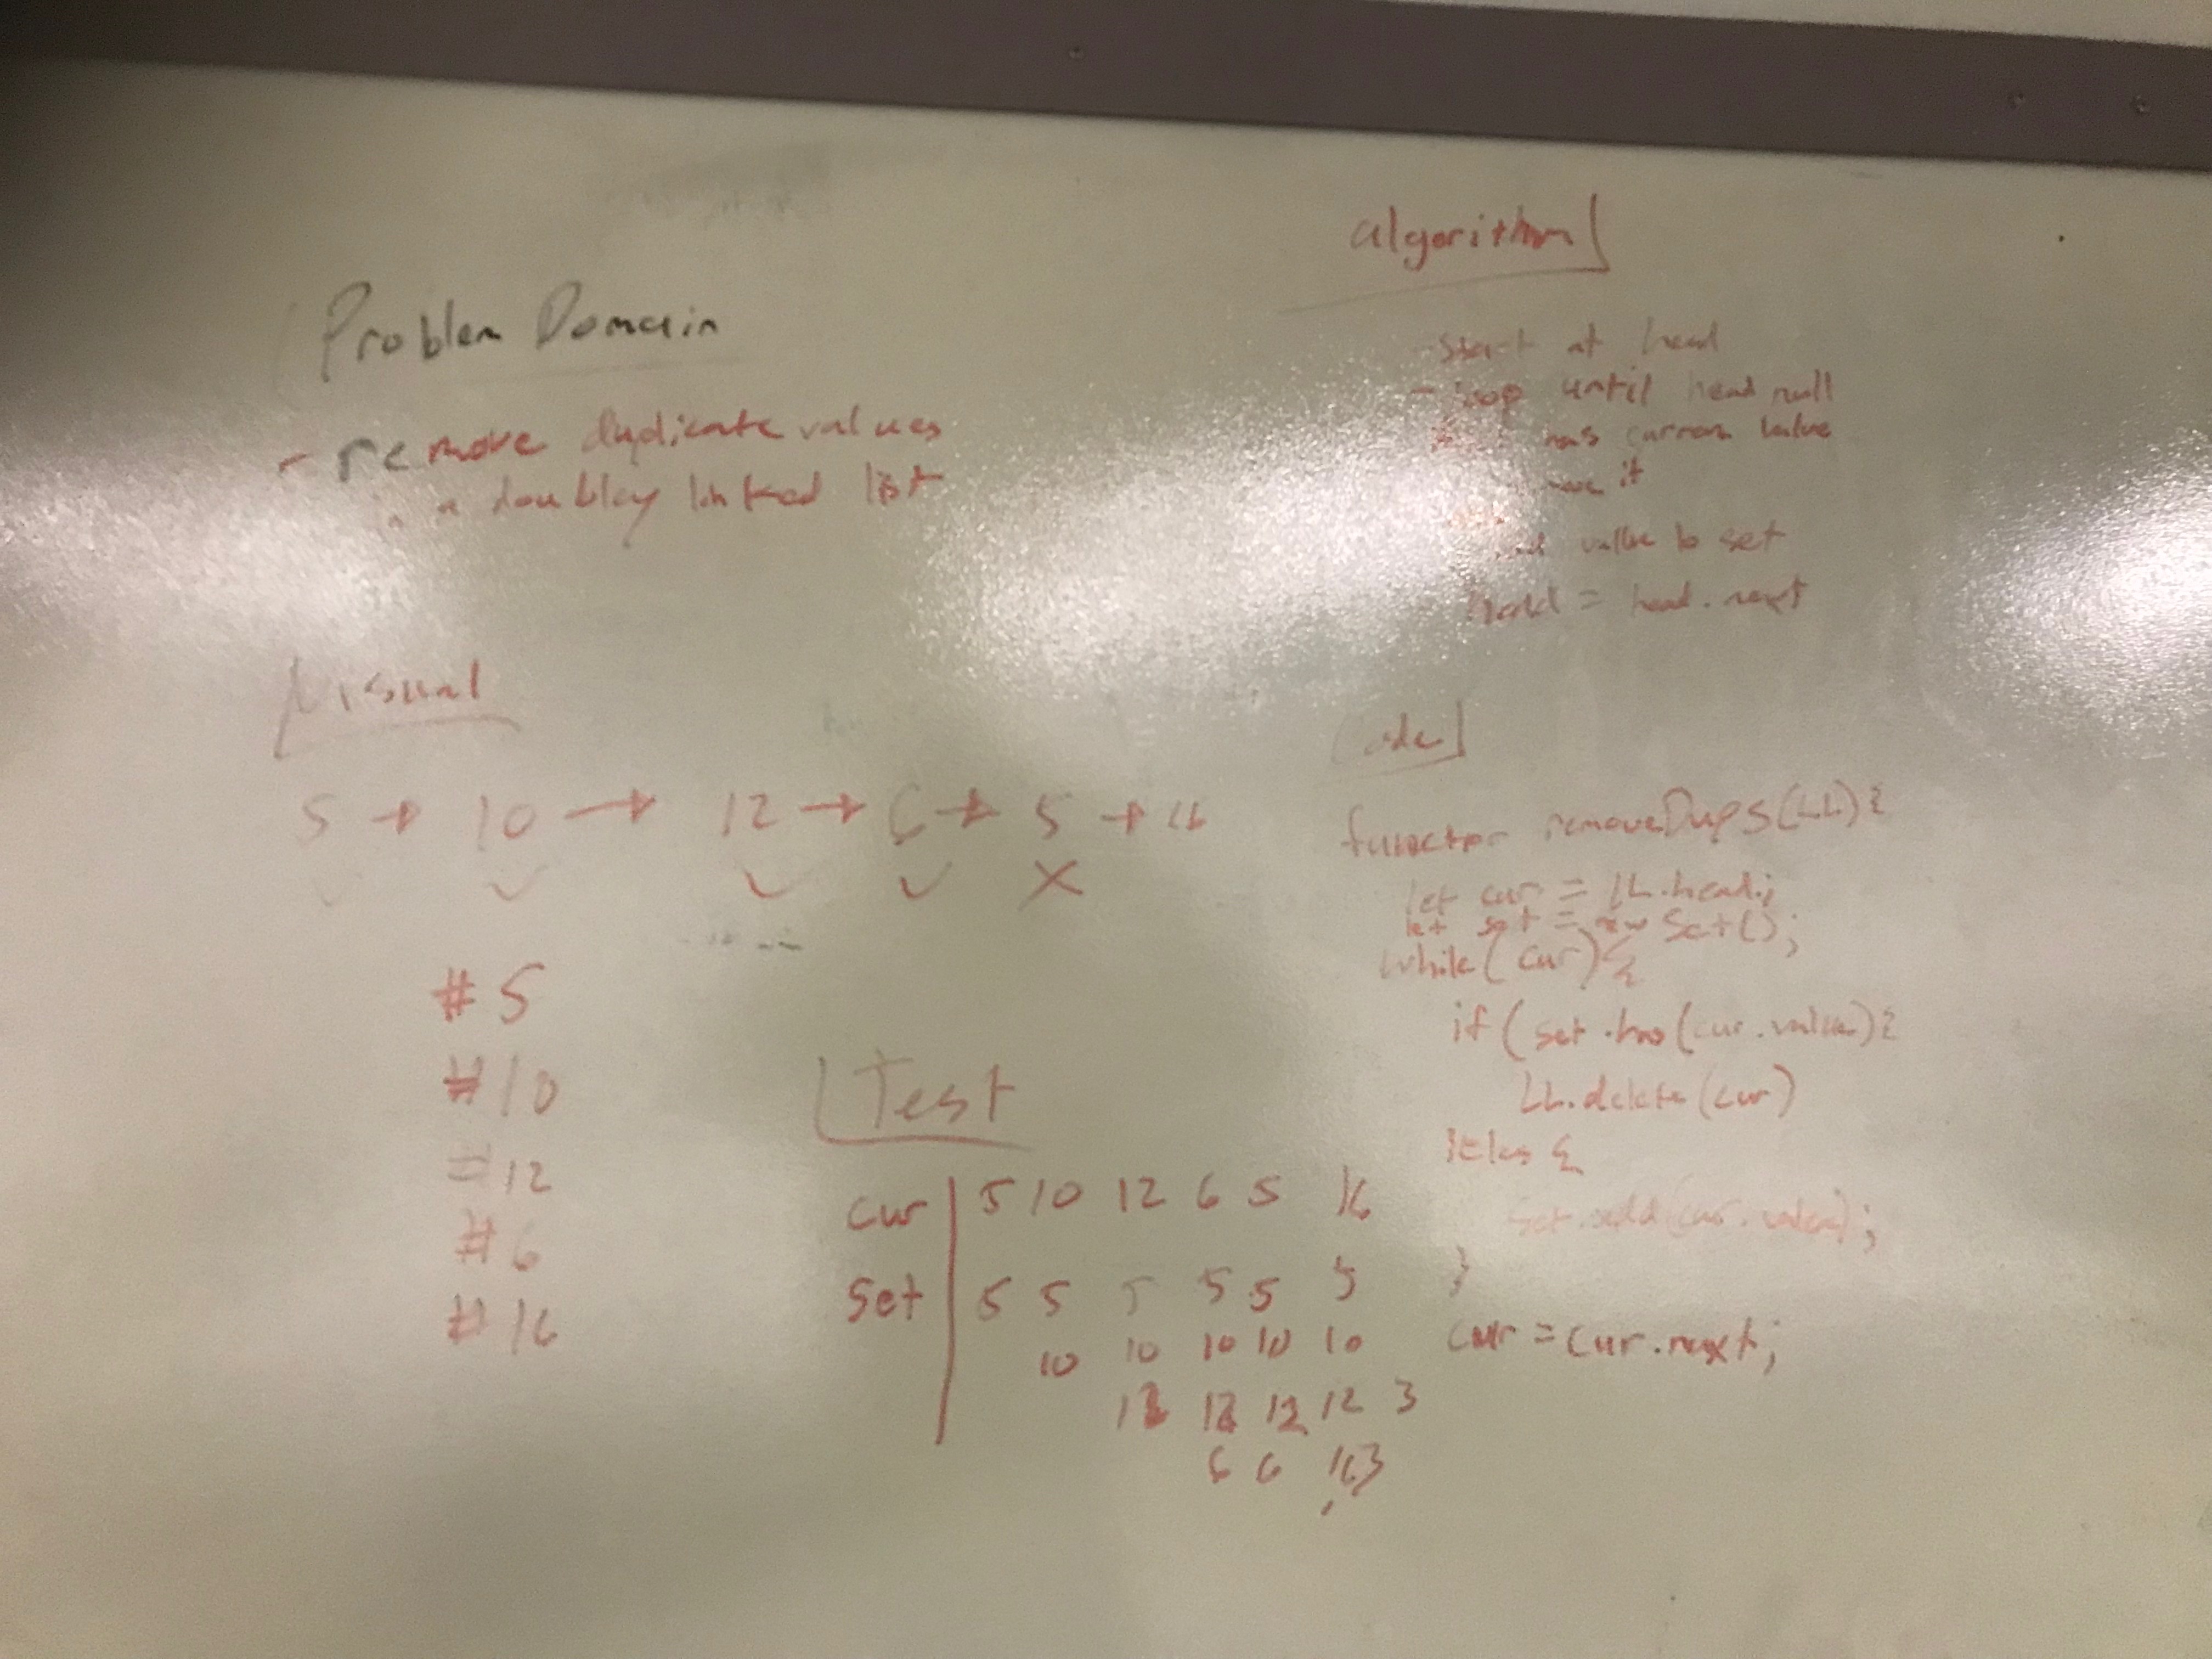 Problem Domain
- remove duplicate values
in a doubley linked list
Visual
5 → 10 → 12 → 6 → 5 → 16
✓ ✓ ✓ ✓ X
#5
#10
=12
#6
#16
Test
cur | 5 10 12 6 5 16
Set | 5 5 5 5 5 5
10 10 10 10 10
12 12 12 12 3
6 6 16 3
algorithm
- Start at head
- loop until head null
has current value
it
value to set
head = head.next
Code
function removeDups(LL){
let cur = LL.head;
let set = new Set();
while(cur){
if(set.has(cur.value){
LL.delete(cur)
}else {
Set.add(cur.value);
}
cur = cur.next;